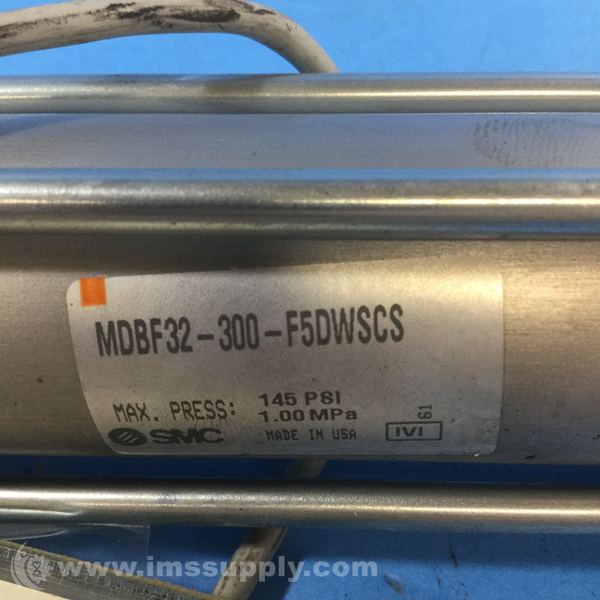 MDBF32-300-F5DWSCS
MAX. PRESS: 145 PSI
1.00 MPa
SMC MADE IN USA
IVI
61
www.imssupply.com